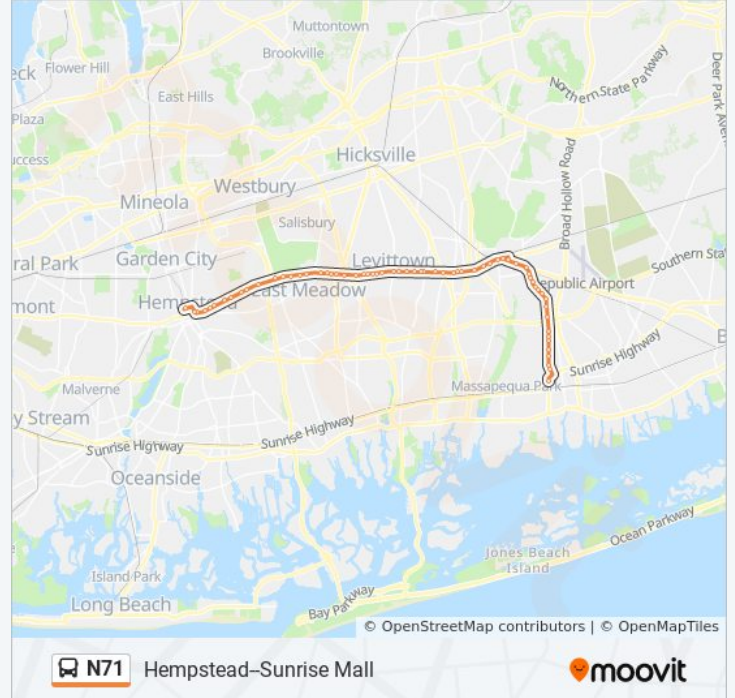 Muttontown
Brookville
eck
Flower Hill
Northern State Parkway
Deer Park Aven
East Hills
Plaza
uccess
Hicksville
Broad Hollow Road
Westbury
Mineola
Salisbury
Garden City
Levittown
ral Park
Southern Stat
Republic Airport
mont
Hempstead
East Meadow
Sunrise Highway
B
Massapequa Park
Malverne
y Stream
Sunrise Highway
Sunrise Highway
Oceanside
Ocean Parkway
Jones Beach
Island
Island Park
Long Beach
Bay Parkway
© OpenStreetMap contributors | © OpenMapTiles
N71 Hempstead–Sunrise Mall
moovit